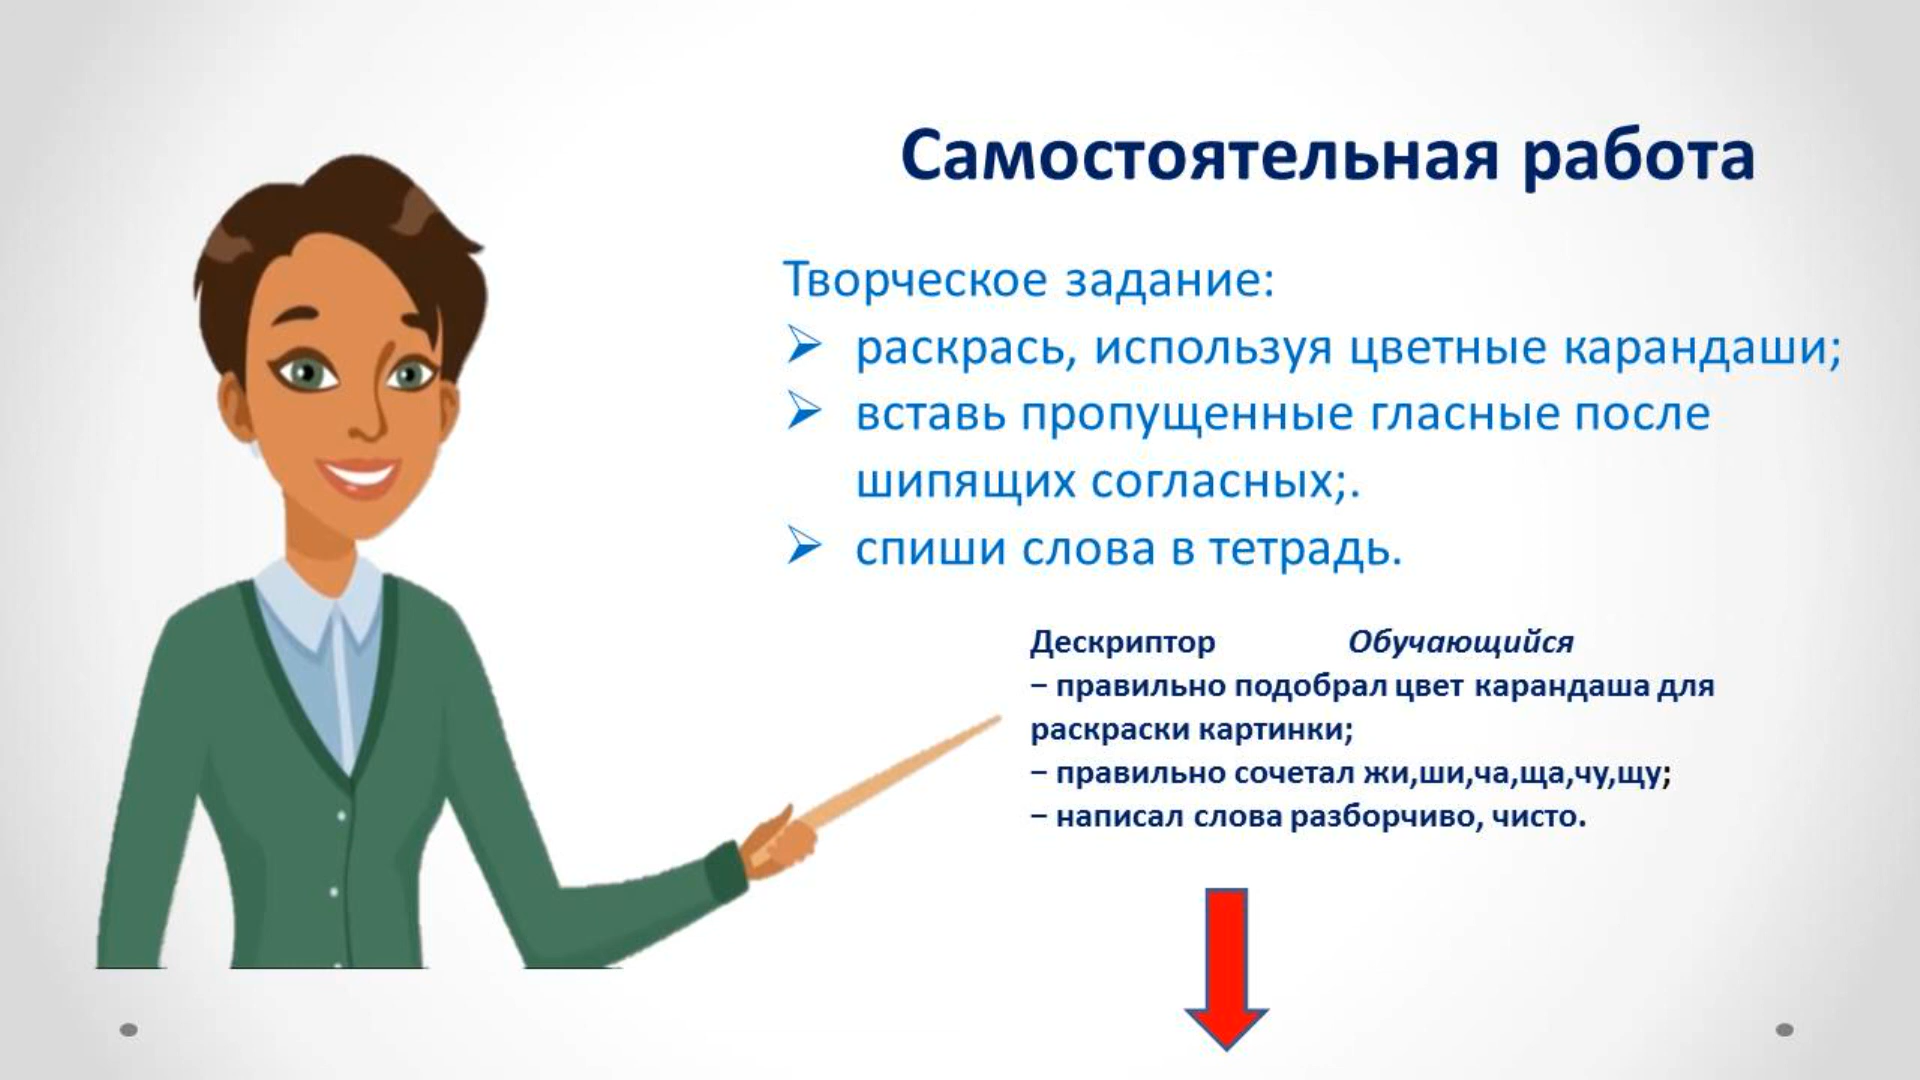 Самостоятельная работа
Творческое задание:
➢ раскрась, используя цветные карандаши;
➢ вставь пропущенные гласные после
шипящих согласных;.
➢ спиши слова в тетрадь.
Дескриптор Обучающийся
– правильно подобрал цвет карандаша для
раскраски картинки;
– правильно сочетал жи,ши,ча,ща,чу,щу;
– написал слова разборчиво, чисто.